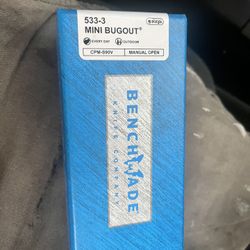 533-3
MINI BUGOUT®
EVERY DAY
OUTDOOR
CPM-S90V
MANUAL OPEN
BENCHMADE
KNIFE COMPANY